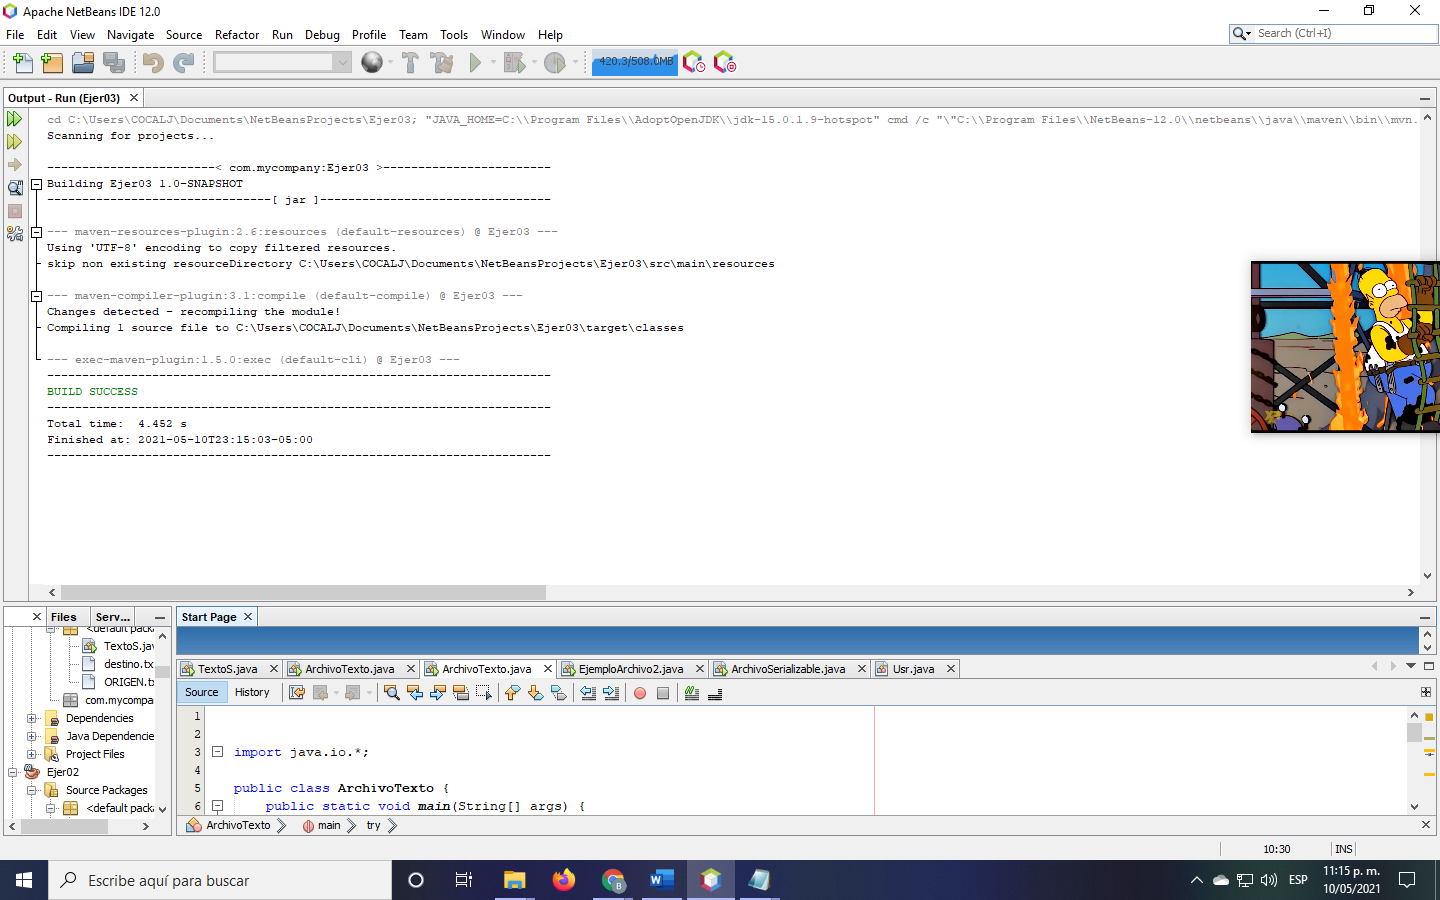 Apache NetBeans IDE 12.0
File Edit View Navigate Source Refactor Run Debug Profile Team Tools Window Help
Search (Ctrl+I)
420.3/508.0MB
Output - Run (Ejer03)
cd C:\Users\COCALJ\Documents\NetBeansProjects\Ejer03; "JAVA_HOME=C:\\Program Files\\AdoptOpenJDK\\jdk-15.0.1.9-hotspot" cmd /c "\"C:\\Program Files\\NetBeans-12.0\\netbeans\\java\\maven\\bin\\mvn.
Scanning for projects...
------------------------< com.mycompany:Ejer03 >------------------------
Building Ejer03 1.0-SNAPSHOT
--------------------------------[ jar ]---------------------------------
--- maven-resources-plugin:2.6:resources (default-resources) @ Ejer03 ---
Using 'UTF-8' encoding to copy filtered resources.
skip non existing resourceDirectory C:\Users\COCALJ\Documents\NetBeansProjects\Ejer03\src\main\resources
--- maven-compiler-plugin:3.1:compile (default-compile) @ Ejer03 ---
Changes detected - recompiling the module!
Compiling 1 source file to C:\Users\COCALJ\Documents\NetBeansProjects\Ejer03\target\classes
--- exec-maven-plugin:1.5.0:exec (default-cli) @ Ejer03 ---
------------------------------------------------------------------------
BUILD SUCCESS
------------------------------------------------------------------------
Total time:  4.452 s
Finished at: 2021-05-10T23:15:03-05:00
------------------------------------------------------------------------
Files Serv...
<default packa
TextoS.jav
destino.tx
ORIGEN.t
com.mycompa
Dependencies
Java Dependencie
Project Files
Ejer02
Source Packages
<default packa
Start Page
TextoS.java ArchivoTexto.java ArchivoTexto.java EjemploArchivo2.java ArchivoSerializable.java Usr.java
Source History
1
2
3 import java.io.*;
4
5 public class ArchivoTexto {
6 public static void main(String[] args) {
ArchivoTexto main try
10:30 INS
Escribe aquí para buscar
ESP
11:15 p. m.
10/05/2021